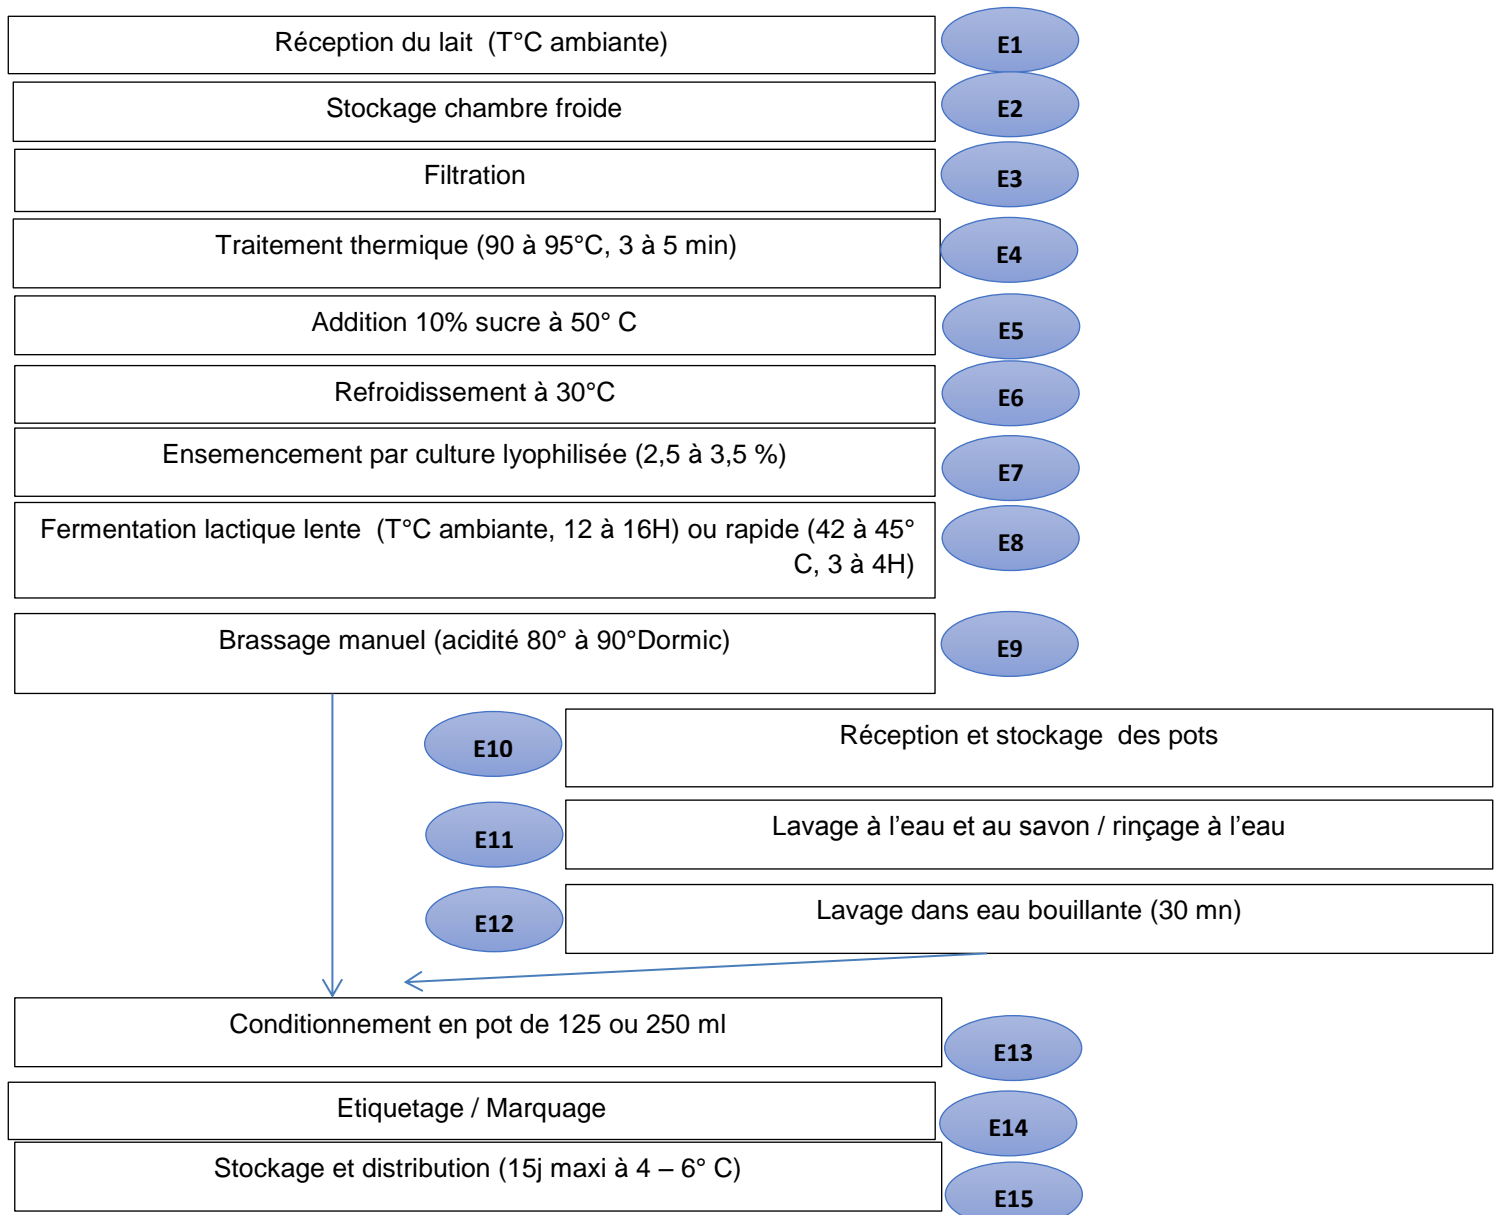 Réception du lait  (T°C ambiante)
E1
Stockage chambre froide
E2
Filtration
E3
Traitement thermique (90 à 95°C, 3 à 5 min)
E4
Addition 10% sucre à 50° C
E5
Refroidissement à 30°C
E6
Ensemencement par culture lyophilisée (2,5 à 3,5 %)
E7
Fermentation lactique lente  (T°C ambiante, 12 à 16H) ou rapide (42 à 45°
C, 3 à 4H)
E8
Brassage manuel (acidité 80° à 90°Dormic)
E9
E10
Réception et stockage  des pots
E11
Lavage à l’eau et au savon / rinçage à l’eau
E12
Lavage dans eau bouillante (30 mn)
Conditionnement en pot de 125 ou 250 ml
E13
Etiquetage / Marquage
E14
Stockage et distribution (15j maxi à 4 – 6° C)
E15